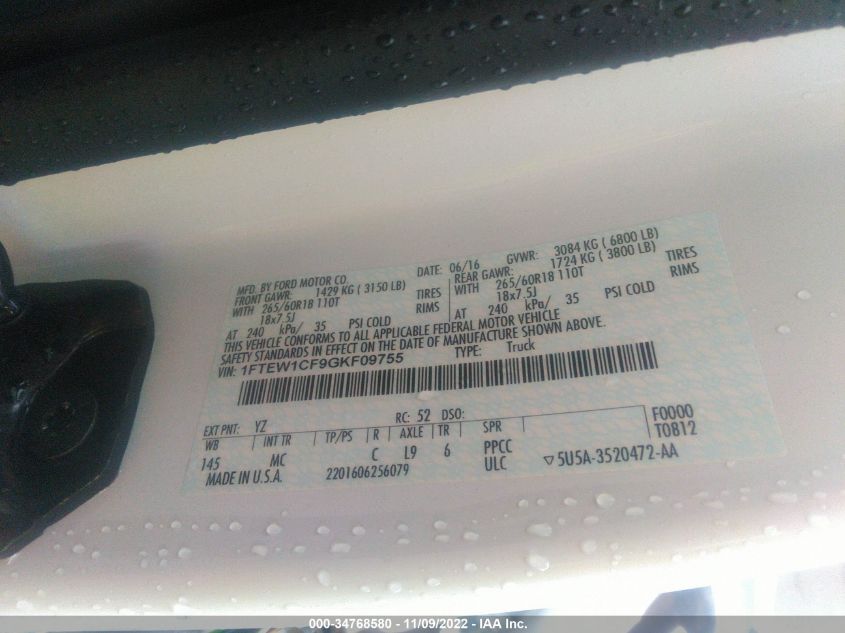 MFD. BY FORD MOTOR CO. DATE: 06/16 GVWR: 3084 KG ( 6800 LB)
FRONT GAWR: 1429 KG ( 3150 LB) REAR GAWR: 1724 KG ( 3800 LB)
WITH 265/60R18 110T TIRES WITH 265/60R18 110T TIRES
18x7.5J RIMS 18x7.5J RIMS
AT 240 kPa/ 35 PSI COLD AT 240 kPa/ 35 PSI COLD
THIS VEHICLE CONFORMS TO ALL APPLICABLE FEDERAL MOTOR VEHICLE
SAFETY STANDARDS IN EFFECT ON THE DATE OF MANUFACTURE SHOWN ABOVE.
VIN: 1FTEW1CF9GKF09755 TYPE: Truck
EXT PNT: YZ RC: 52 DSO: F0000
WB INT TR TP/PS R AXLE TR SPR T0812
145 MC C L9 6 PPCC
MADE IN U.S.A. 2201606256079 ULC ▽5U5A-3520472-AA
000-34768580 - 11/09/2022 - IAA Inc.